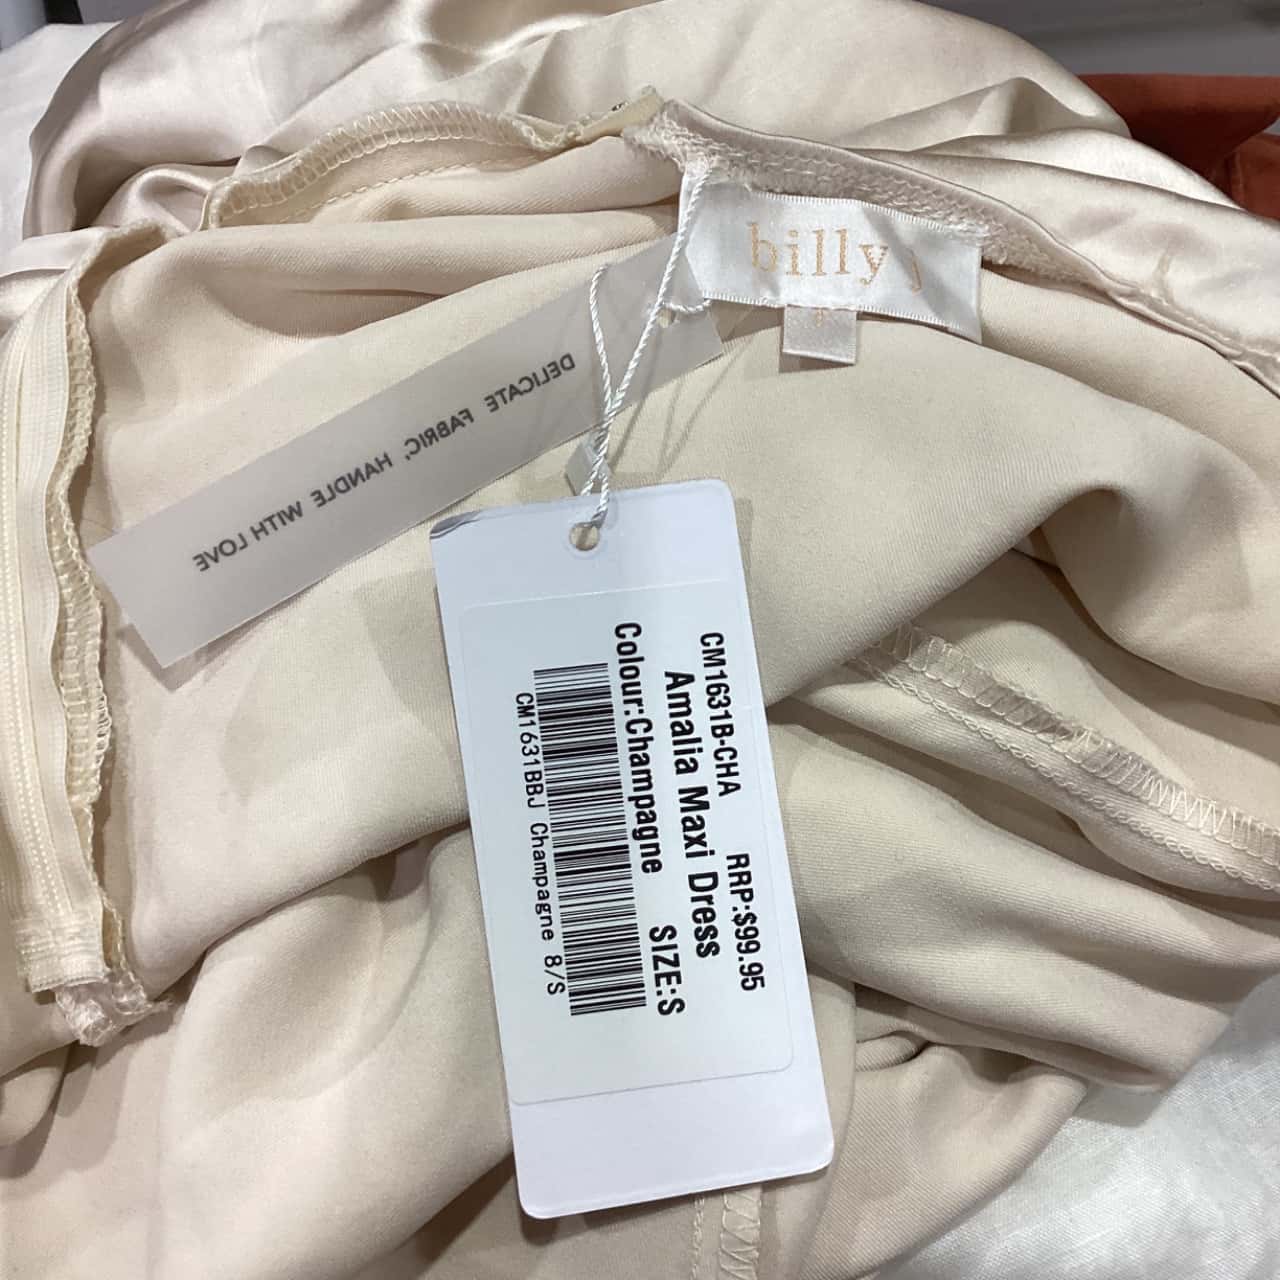 billy j
DELICATE FABRIC, HANDLE WITH LOVE
CM1631B-CHA RRP:$99.95
Amalia Maxi Dress
Colour:Champagne SIZE:S
CM1631BBJ Champagne 8/S